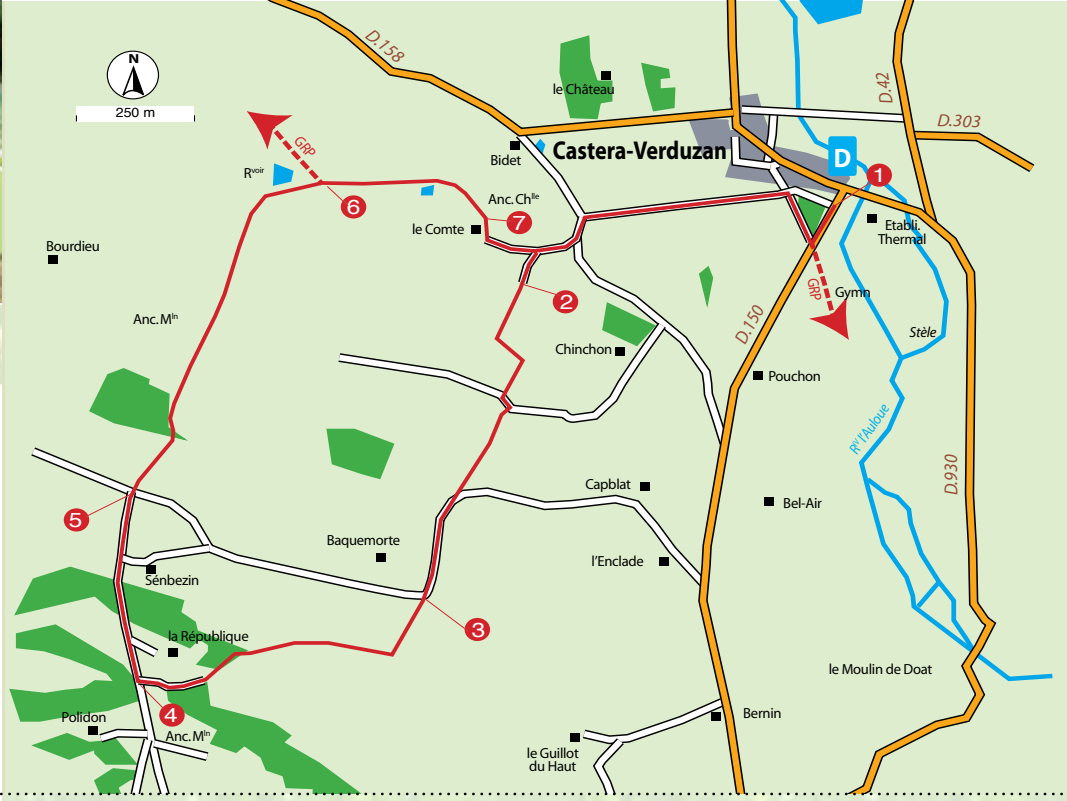 D.158
N
250 m
le Château
D.42
D.303
Bidet
Castera-Verduzan
D
1
GRP
Rvoir
6
Anc. Chlle
7
le Comte
Etabli.
Thermal
Bourdieu
2
GRP
Gymn
Anc. Mln
Stèle
D.150
Chinchon
Pouchon
Rvre l'Auloue
D.930
Capblat
Bel-Air
5
Baquemorte
l'Enclade
Sénbezin
3
la République
le Moulin de Doat
4
Polidon
Anc. Mln
Bernin
le Guillot
du Haut